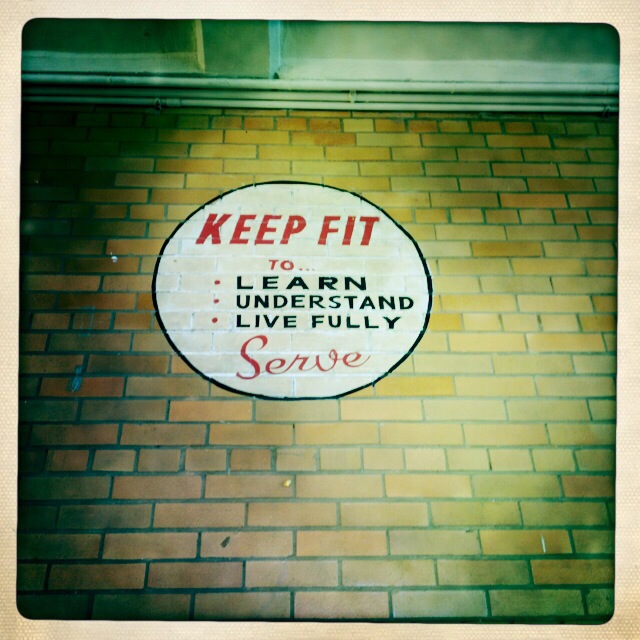 KEEP FIT
TO...
• LEARN
• UNDERSTAND
• LIVE FULLY
Serve